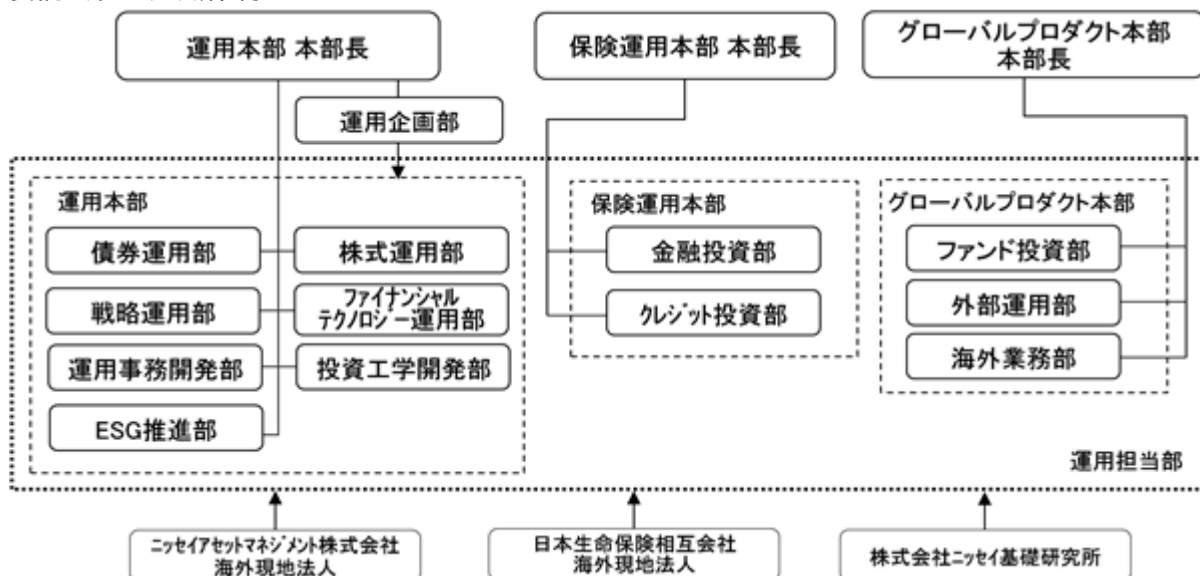 運用本部 本部長
保険運用本部 本部長
グローバルプロダクト本部
本部長
運用企画部
運用本部
債券運用部
株式運用部
戦略運用部
ファイナンシャル
テクノロジー運用部
運用事務開発部
投資工学開発部
ESG推進部
保険運用本部
金融投資部
クレジット投資部
グローバルプロダクト本部
ファンド投資部
外部運用部
海外業務部
運用担当部
ニッセイアセットマネジメント株式会社
海外現地法人
日本生命保険相互会社
海外現地法人
株式会社ニッセイ基礎研究所